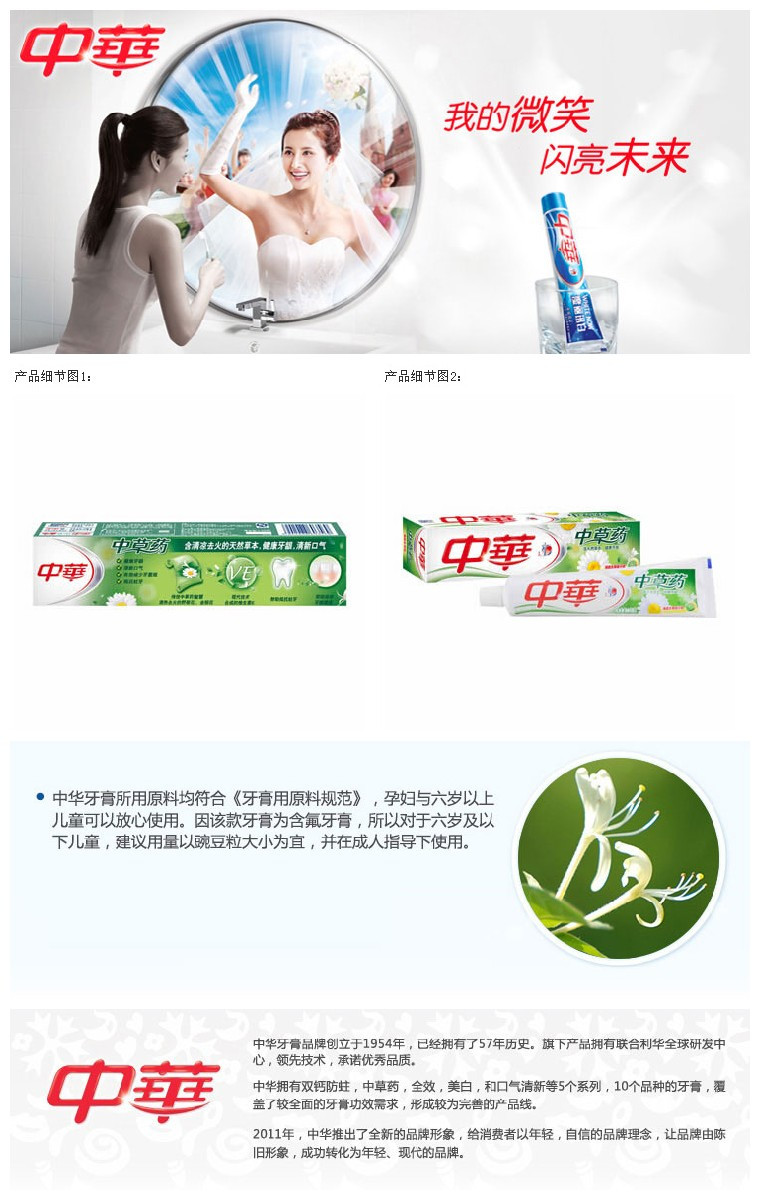 中華
我的微笑
闪亮未来
中華
产品细节图1：
产品细节图2：
中草药 含清凉去火的天然草本,健康牙龈,清新口气
中華
VE
中華
中草药
中華
中草药
中华牙膏所用原料均符合《牙膏用原料规范》，孕妇与六岁以上
儿童可以放心使用。因该款牙膏为含氟牙膏，所以对于六岁及以
下儿童，建议用量以豌豆粒大小为宜，并在成人指导下使用。
中華
中华牙膏品牌创立于1954年，已经拥有了57年历史。旗下产品拥有联合利华全球研发中
心，领先技术，承诺优秀品质。
中华拥有双钙防蛀，中草药，全效，美白，和口气清新等5个系列，10个品种的牙膏，覆
盖了较全面的牙膏功效需求，形成较为完善的产品线。
2011年，中华推出了全新的品牌形象，给消费者以年轻，自信的品牌理念，让品牌由陈
旧形象，成功转化为年轻、现代的品牌。